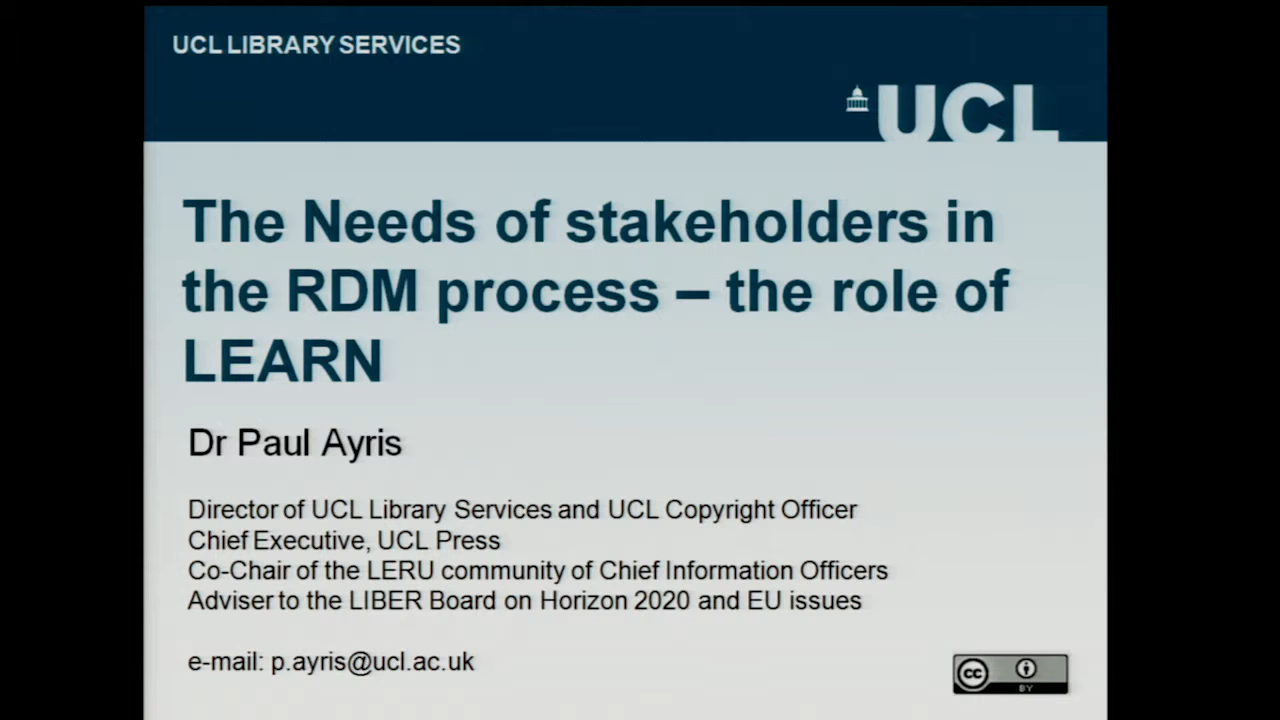 UCL LIBRARY SERVICES
UCL
The Needs of stakeholders in
the RDM process – the role of
LEARN
Dr Paul Ayris
Director of UCL Library Services and UCL Copyright Officer
Chief Executive, UCL Press
Co-Chair of the LERU community of Chief Information Officers
Adviser to the LIBER Board on Horizon 2020 and EU issues
e-mail: p.ayris@ucl.ac.uk
cc
BY